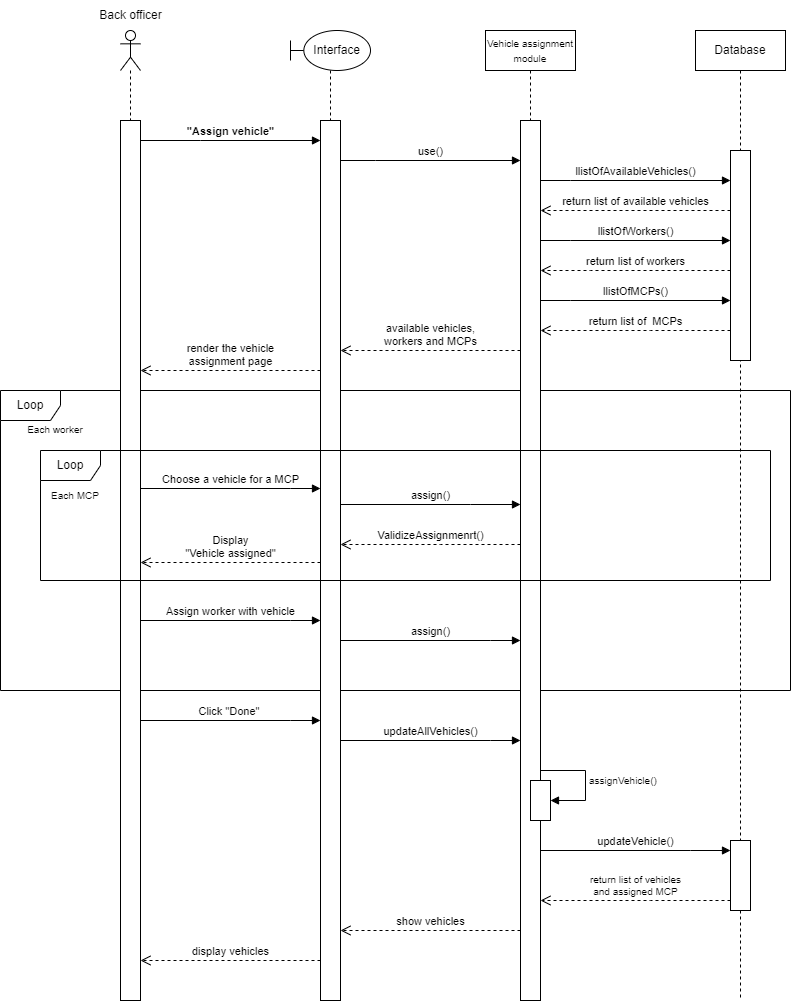 Back officer
Interface
Vehicle assignment
module
Database
"Assign vehicle"
use()
llistOfAvailableVehicles()
return list of available vehicles
llistOfWorkers()
return list of workers
llistOfMCPs()
return list of MCPs
available vehicles,
workers and MCPs
render the vehicle
assignment page
Loop
Each worker
Loop
Each MCP
Choose a vehicle for a MCP
assign()
ValidizeAssignmenrt()
Display
"Vehicle assigned"
Assign worker with vehicle
assign()
Click "Done"
updateAllVehicles()
assignVehicle()
updateVehicle()
return list of vehicles
and assigned MCP
show vehicles
display vehicles